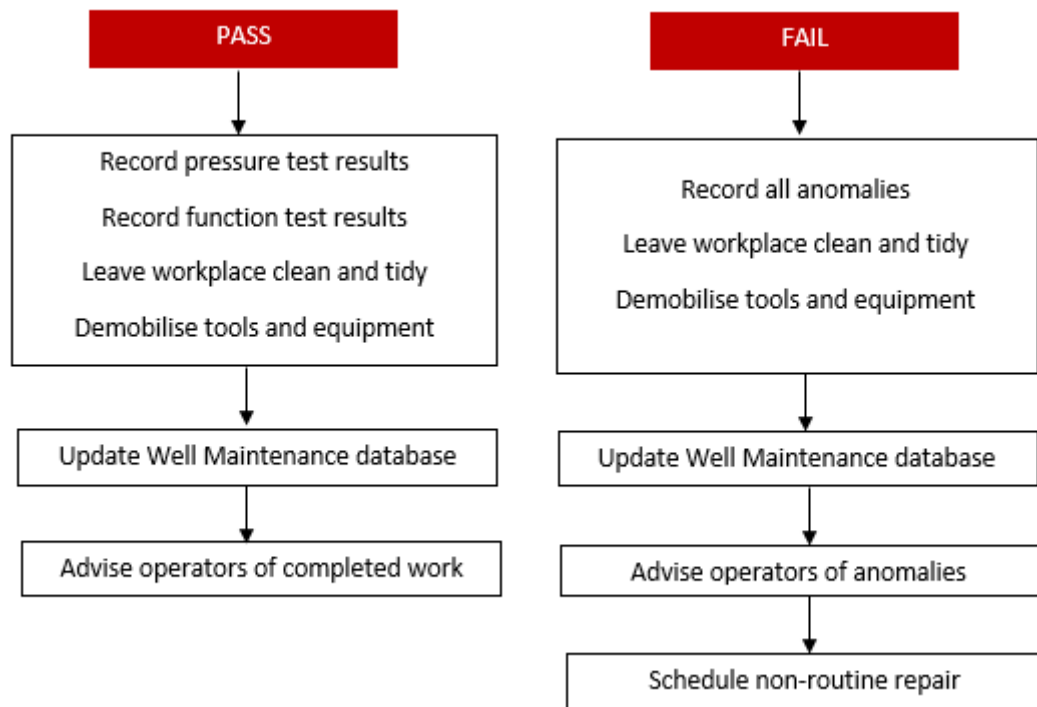 PASS
Record pressure test results
Record function test results
Leave workplace clean and tidy
Demobilise tools and equipment
Update Well Maintenance database
Advise operators of completed work
FAIL
Record all anomalies
Leave workplace clean and tidy
Demobilise tools and equipment
Update Well Maintenance database
Advise operators of anomalies
Schedule non-routine repair